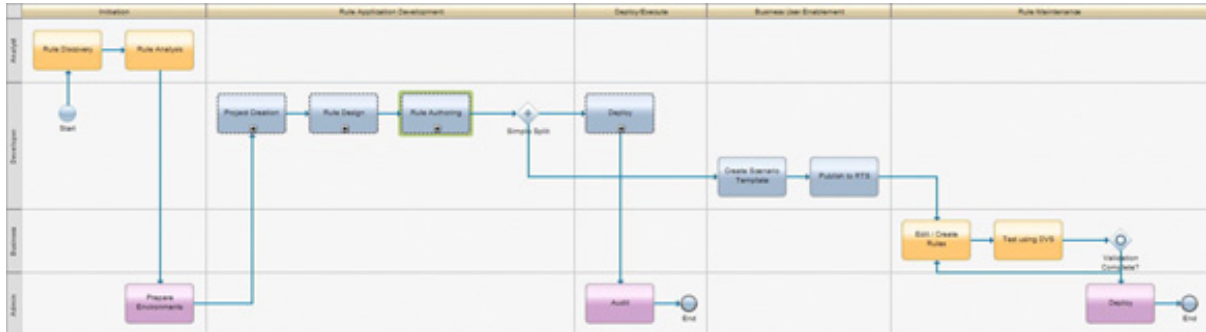 Initiation
Rule Application Development
Deploy/Execute
Business User Enablement
Rule Maintenance
Analyst
Rule Discovery
Rule Analysis
Start
Developer
Project Creation
Rule Design
Rule Authoring
Simple Split
Deploy
Create Scenario
Template
Publish to RTS
Business
Edit / Create
Rules
Test using DVS
Validation
Complete?
Admin
Prepare
Environments
Audit
End
Deploy
End